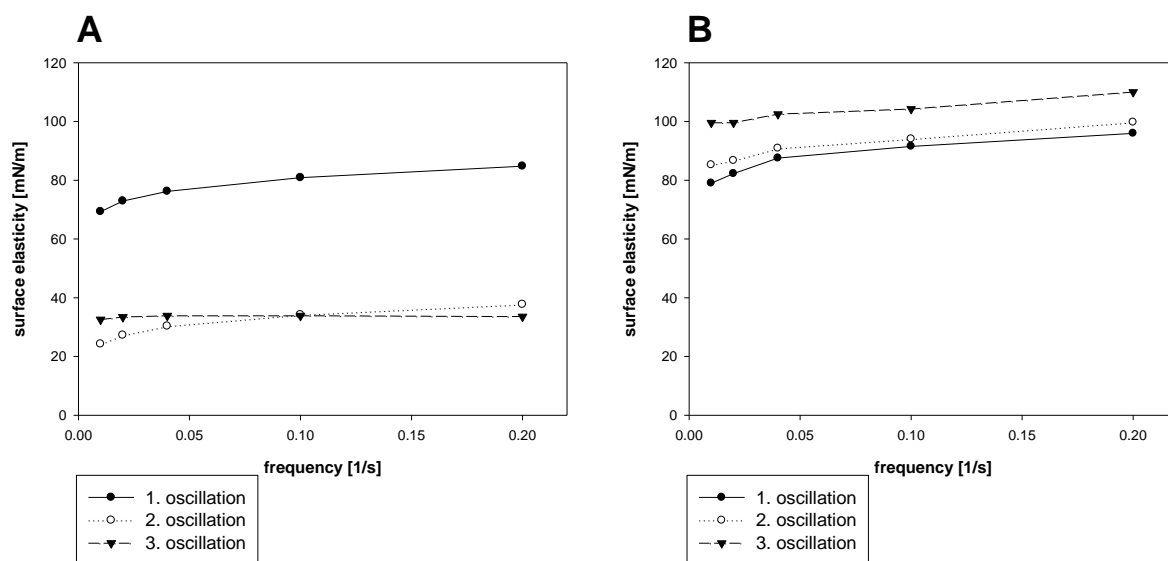 A
surface elasticity [mN/m]
120
100
80
60
40
20
0
0.00 0.05 0.10 0.15 0.20
frequency [1/s]
1. oscillation
2. oscillation
3. oscillation
B
surface elasticity [mN/m]
120
100
80
60
40
20
0
0.00 0.05 0.10 0.15 0.20
frequency [1/s]
1. oscillation
2. oscillation
3. oscillation